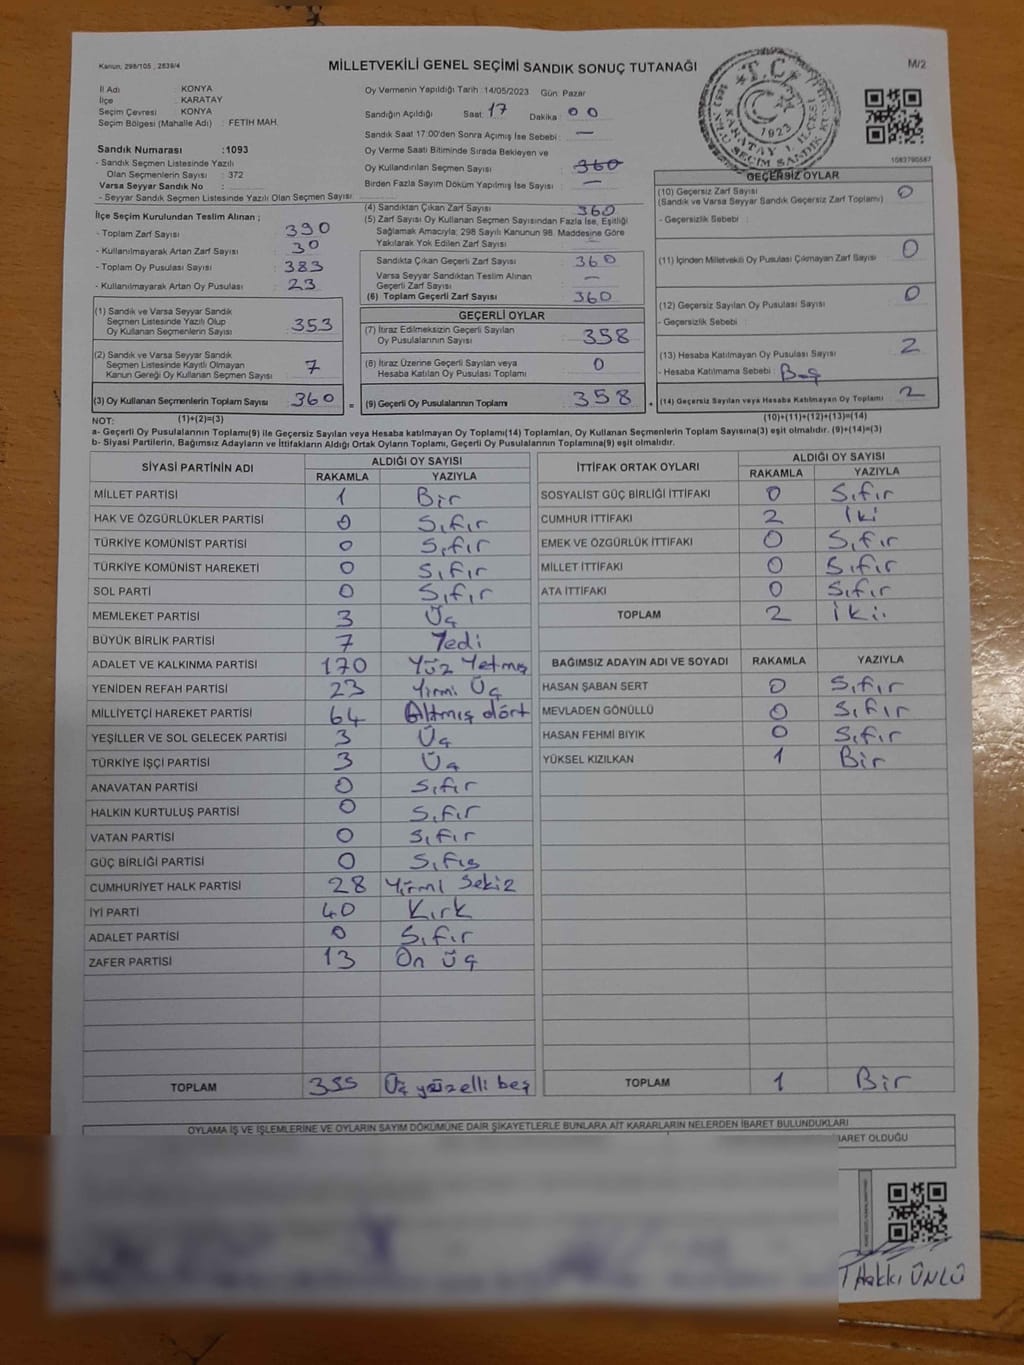 Kanun, 298/105 , 2839/4
MİLLETVEKİLİ GENEL SEÇİMİ SANDIK SONUÇ TUTANAĞI
M/2
İl Adı : KONYA
İlçe : KARATAY
Seçim Çevresi : KONYA
Seçim Bölgesi (Mahalle Adı) : FETİH MAH.
Sandık Numarası :1093
- Sandık Seçmen Listesinde Yazılı
Olan Seçmenlerin Sayısı : 372
Varsa Seyyar Sandık No :
- Seyyar Sandık Seçmen Listesinde Yazılı Olan Seçmen Sayısı
İlçe Seçim Kurulundan Teslim Alınan ;
- Toplam Zarf Sayısı : 390
- Kullanılmayarak Artan Zarf Sayısı : 30
- Toplam Oy Pusulası Sayısı : 383
- Kullanılmayarak Artan Oy Pusulası : 23
(1) Sandık ve Varsa Seyyar Sandık
Seçmen Listesinde Yazılı Olup
Oy Kullanan Seçmenlerin Sayısı : 353
(2) Sandık ve Varsa Seyyar Sandık
Seçmen Listesinde Kayıtlı Olmayan
Kanun Gereği Oy Kullanan Seçmen Sayısı : 7
(3) Oy Kullanan Seçmenlerin Toplam Sayısı : 360
Oy Vermenin Yapıldığı Tarih : 14/05/2023 Gün: Pazar
Sandığın Açıldığı Saat: 17 Dakika : 00
Sandık Saat 17:00'den Sonra Açımış İse Sebebi : —
Oy Verme Saati Bitiminde Sırada Bekleyen ve
Oy Kullandırılan Seçmen Sayısı : 360
Birden Fazla Sayım Döküm Yapılmış İse Sayısı : —
(4) Sandıktan Çıkan Zarf Sayısı : 360
(5) Zarf Sayısı Oy Kullanan Seçmen Sayısından Fazla İse, Eşitliği
Sağlamak Amacıyla; 298 Sayılı Kanunun 98. Maddesine Göre
Yakılarak Yok Edilen Zarf Sayısı :
Sandıkta Çıkan Geçerli Zarf Sayısı : 360
Varsa Seyyar Sandıktan Teslim Alınan
Geçerli Zarf Sayısı : —
(6) Toplam Geçerli Zarf Sayısı : 360
GEÇERLİ OYLAR
(7) İtiraz Edilmeksizin Geçerli Sayılan
Oy Pusulalarının Sayısı : 358
(8) İtiraz Üzerine Geçerli Sayılan veya
Hesaba Katılan Oy Pusulası Toplamı : 0
= (9) Geçerli Oy Pusulalarının Toplamı : 358
T.C.
1923
1083790587
GEÇERSİZ OYLAR
(10) Geçersiz Zarf Sayısı : 0
(Sandık ve Varsa Seyyar Sandık Geçersiz Zarf Toplamı)
- Geçersizlik Sebebi :
(11) İçinden Milletvekili Oy Pusulası Çıkmayan Zarf Sayısı : 0
(12) Geçersiz Sayılan Oy Pusulası Sayısı : 0
- Geçersizlik Sebebi :
(13) Hesaba Katılmayan Oy Pusulası Sayısı : 2
- Hesaba Katılmama Sebebi : Boş
(14) Geçersiz Sayılan veya Hesaba Katılmayan Oy Toplamı : 2
NOT: (1)+(2)=(3)
(10)+(11)+(12)+(13)=(14)
a- Geçerli Oy Pusulalarının Toplamı(9) ile Geçersiz Sayılan veya Hesaba katılmayan Oy Toplamı(14) Toplamları, Oy Kullanan Seçmenlerin Toplam Sayısına(3) eşit olmalıdır. (9)+(14)=(3)
b- Siyasi Partilerin, Bağımsız Adayların ve İttifakların Aldığı Ortak Oyların Toplamı, Geçerli Oy Pusulalarının Toplamına(9) eşit olmalıdır.
SİYASİ PARTİNİN ADI ALDIĞI OY SAYISI
RAKAMLA YAZIYLA
MİLLET PARTİSİ 1 Bir
HAK VE ÖZGÜRLÜKLER PARTİSİ 0 Sıfır
TÜRKİYE KOMÜNİST PARTİSİ 0 Sıfır
TÜRKİYE KOMÜNİST HAREKETİ 0 Sıfır
SOL PARTİ 0 Sıfır
MEMLEKET PARTİSİ 3 Üç
BÜYÜK BİRLİK PARTİSİ 7 Yedi
ADALET VE KALKINMA PARTİSİ 170 Yüz Yetmiş
YENİDEN REFAH PARTİSİ 23 Yirmi Üç
MİLLİYETÇİ HAREKET PARTİSİ 64 Altmış dört
YEŞİLLER VE SOL GELECEK PARTİSİ 3 Üç
TÜRKİYE İŞÇİ PARTİSİ 3 Üç
ANAVATAN PARTİSİ 0 Sıfır
HALKIN KURTULUŞ PARTİSİ 0 Sıfır
VATAN PARTİSİ 0 Sıfır
GÜÇ BİRLİĞİ PARTİSİ 0 Sıfır
CUMHURİYET HALK PARTİSİ 28 Yirmi Sekiz
İYİ PARTİ 40 Kırk
ADALET PARTİSİ 0 Sıfır
ZAFER PARTİSİ 13 On Üç
TOPLAM 355 Üç yüzelli beş
İTTİFAK ORTAK OYLARI ALDIĞI OY SAYISI
RAKAMLA YAZIYLA
SOSYALİST GÜÇ BİRLİĞİ İTTİFAKI 0 Sıfır
CUMHUR İTTİFAKI 2 İki
EMEK VE ÖZGÜRLÜK İTTİFAKI 0 Sıfır
MİLLET İTTİFAKI 0 Sıfır
ATA İTTİFAKI 0 Sıfır
TOPLAM 2 İki
BAĞIMSIZ ADAYIN ADI VE SOYADI RAKAMLA YAZIYLA
HASAN ŞABAN SERT 0 Sıfır
MEVLADEN GÖNÜLLÜ 0 Sıfır
HASAN FEHMİ BIYIK 0 Sıfır
YÜKSEL KIZILKAN 1 Bir
TOPLAM 1 Bir
OYLAMA İŞ VE İŞLEMLERİNE VE OYLARIN SAYIM DÖKÜMÜNE DAİR ŞİKAYETLERLE BUNLARA AİT KARARLARIN NELERDEN İBARET BULUNDUKLARI
İBARET OLDUĞU
Hakkı ÜNLÜ